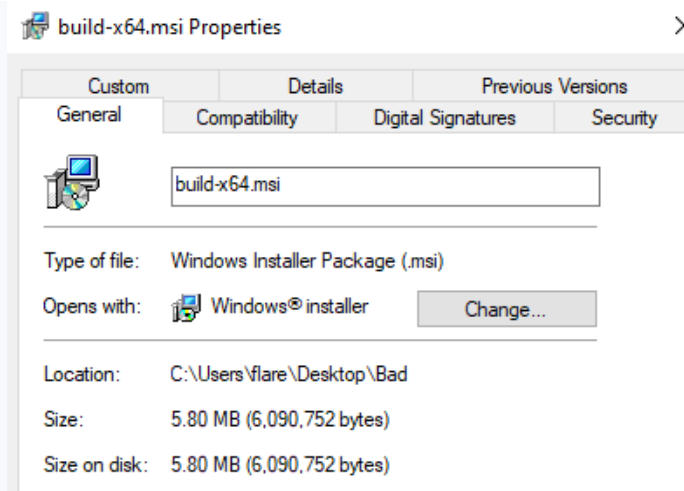 build-x64.msi Properties
Custom Details Previous Versions
General Compatibility Digital Signatures Security
build-x64.msi
Type of file: Windows Installer Package (.msi)
Opens with: Windows® installer Change...
Location: C:\Users\flare\Desktop\Bad
Size: 5.80 MB (6,090,752 bytes)
Size on disk: 5.80 MB (6,090,752 bytes)